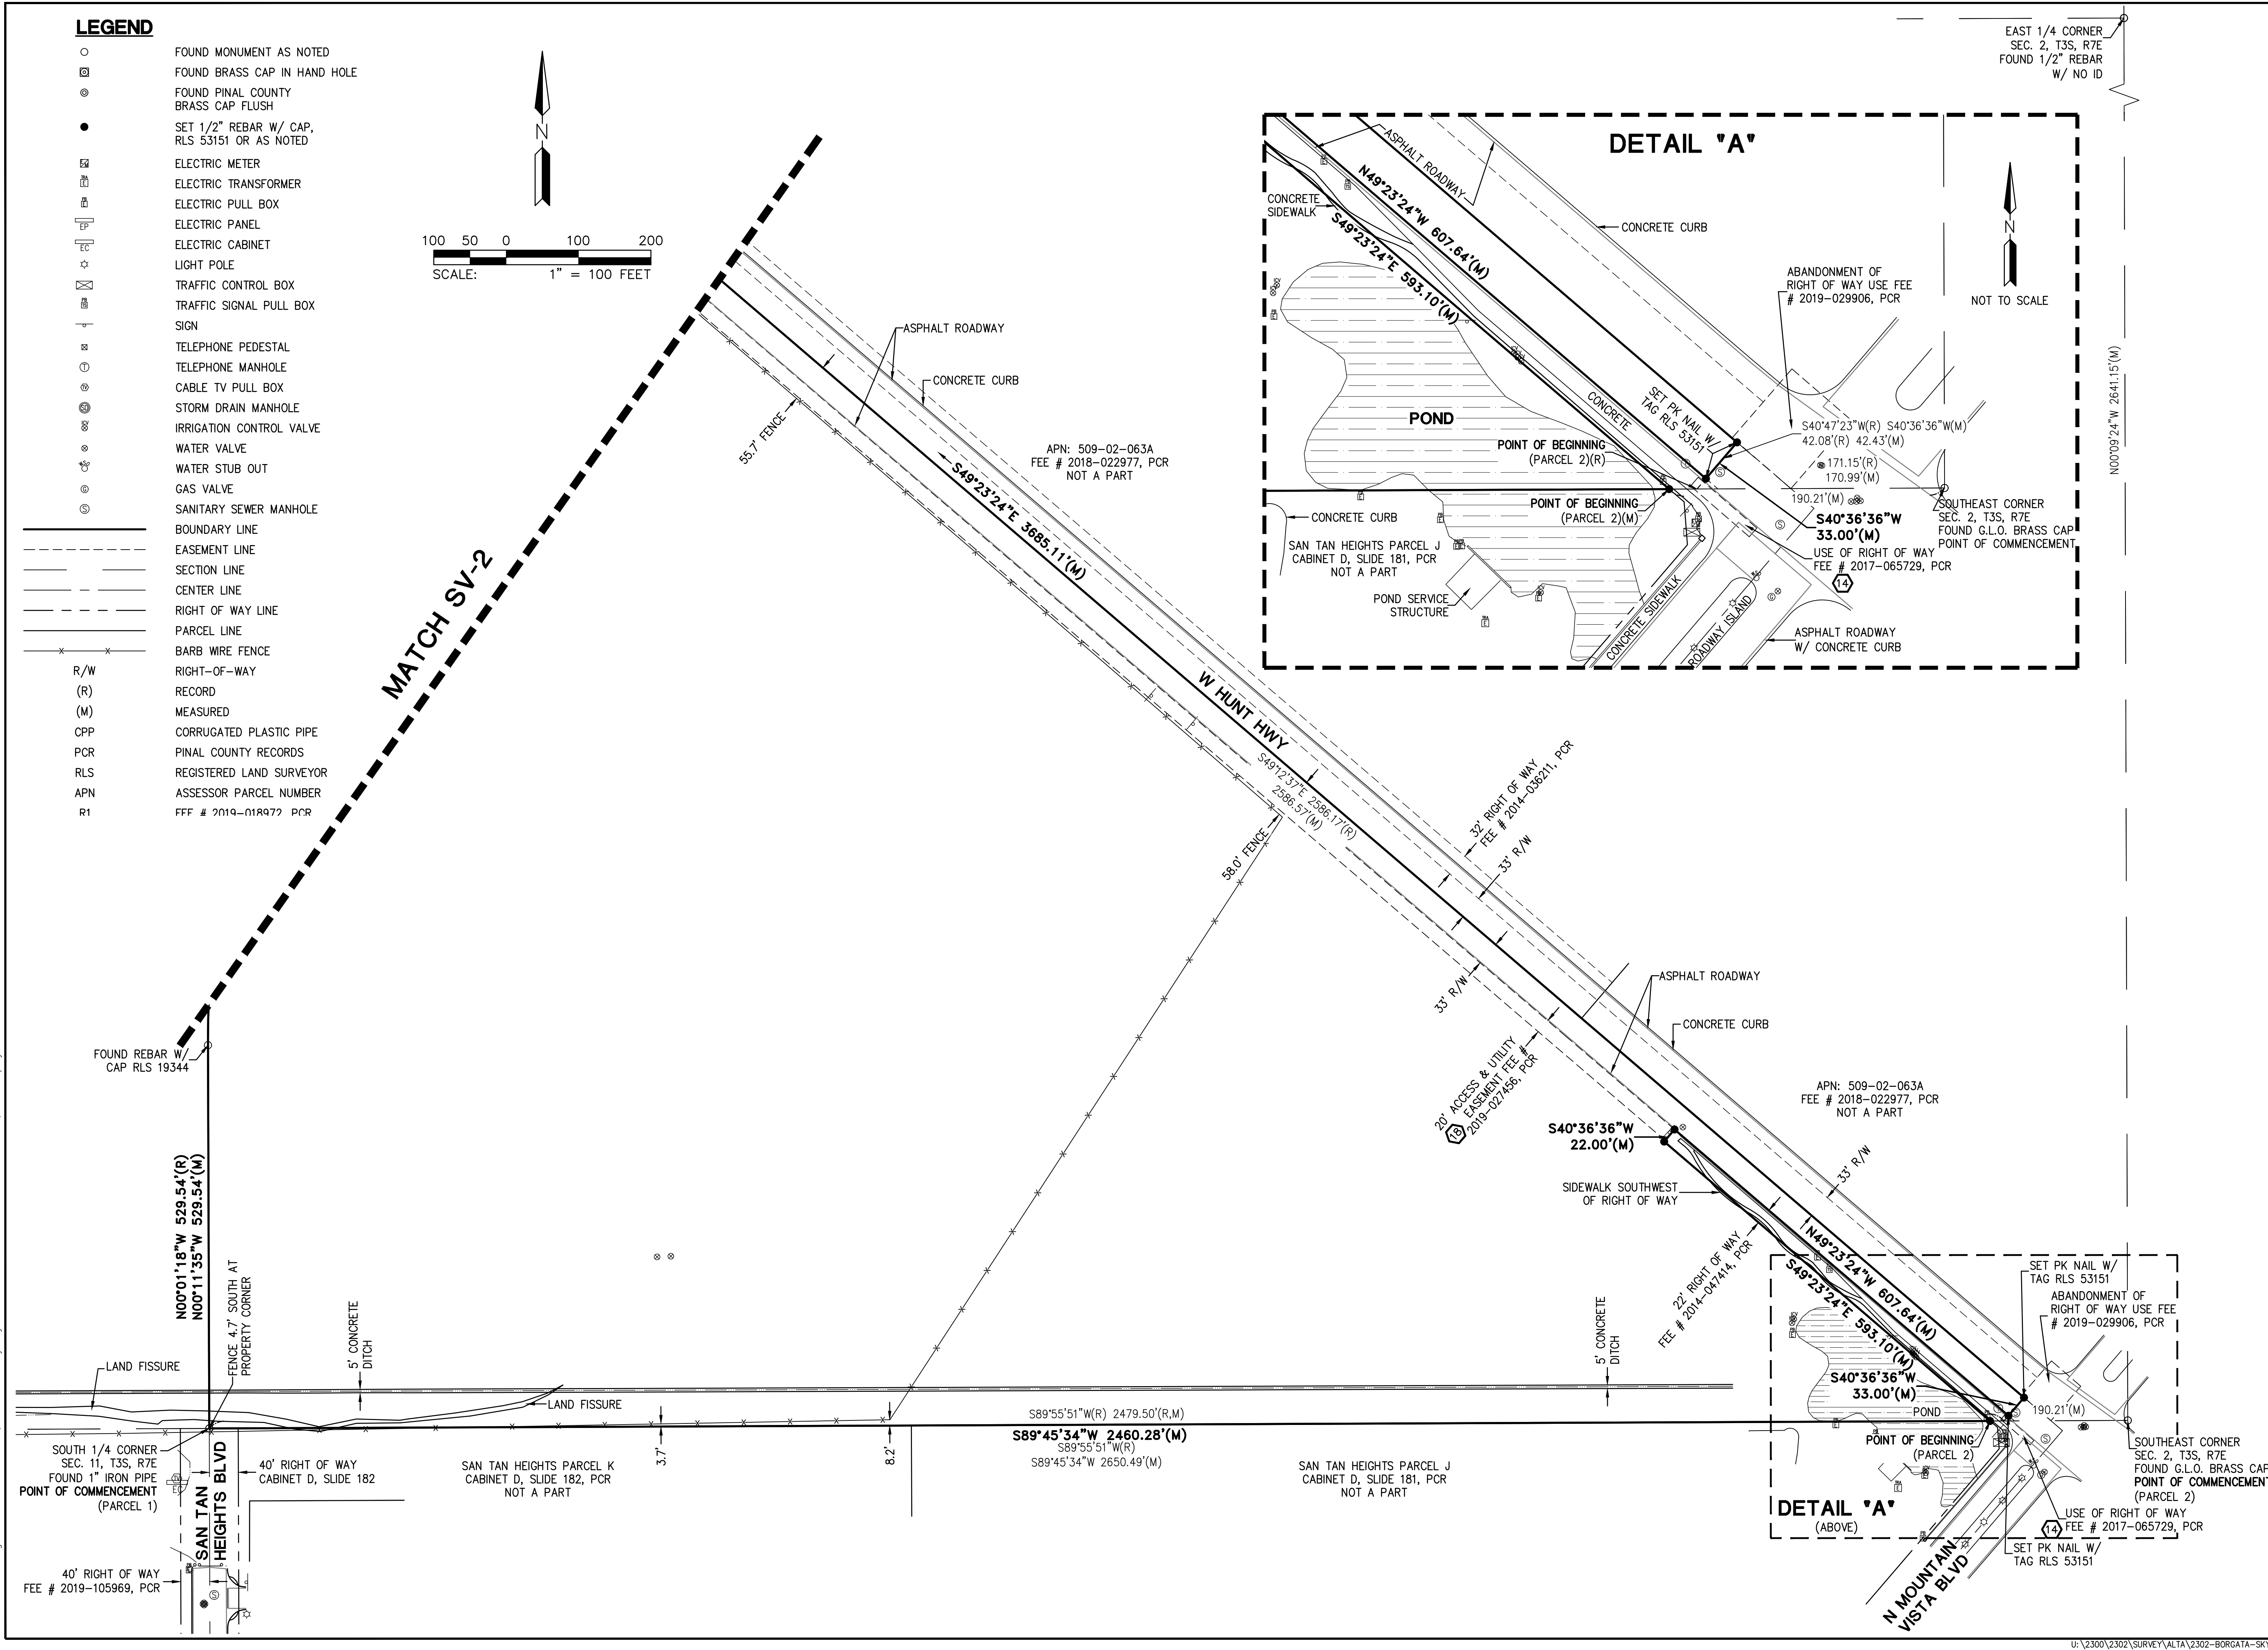 LEGEND
FOUND MONUMENT AS NOTED
FOUND BRASS CAP IN HAND HOLE
FOUND PINAL COUNTY
BRASS CAP FLUSH
SET 1/2" REBAR W/ CAP,
RLS 53151 OR AS NOTED
ELECTRIC METER
ELECTRIC TRANSFORMER
ELECTRIC PULL BOX
EP ELECTRIC PANEL
EC ELECTRIC CABINET
LIGHT POLE
TRAFFIC CONTROL BOX
TRAFFIC SIGNAL PULL BOX
SIGN
TELEPHONE PEDESTAL
T TELEPHONE MANHOLE
TV CABLE TV PULL BOX
SD STORM DRAIN MANHOLE
IRRIGATION CONTROL VALVE
WATER VALVE
WATER STUB OUT
G GAS VALVE
S SANITARY SEWER MANHOLE
BOUNDARY LINE
EASEMENT LINE
SECTION LINE
CENTER LINE
RIGHT OF WAY LINE
PARCEL LINE
X X BARB WIRE FENCE
R/W RIGHT-OF-WAY
(R) RECORD
(M) MEASURED
CPP CORRUGATED PLASTIC PIPE
PCR PINAL COUNTY RECORDS
RLS REGISTERED LAND SURVEYOR
APN ASSESSOR PARCEL NUMBER
R1 FEE # 2019-018972, PCR
N
100 50 0 100 200
SCALE: 1" = 100 FEET
MATCH SV-2
EAST 1/4 CORNER
SEC. 2, T3S, R7E
FOUND 1/2" REBAR
W/ NO ID
N00°09'24"W 2641.15'(M)
DETAIL "A"
N
NOT TO SCALE
ASPHALT ROADWAY
CONCRETE
SIDEWALK
N49°23'24"W 607.64'(M)
S49°23'24"E 593.10'(M)
CONCRETE CURB
ABANDONMENT OF
RIGHT OF WAY USE FEE
# 2019-029906, PCR
POND
CONCRETE
SET PK NAIL W/
TAG RLS 53151
S40°47'23"W(R) S40°36'36"W(M)
42.08'(R) 42.43'(M)
POINT OF BEGINNING
(PARCEL 2)(R)
171.15'(R)
170.99'(M)
190.21'(M)
POINT OF BEGINNING
(PARCEL 2)(M)
S40°36'36"W
33.00'(M)
SOUTHEAST CORNER
SEC. 2, T3S, R7E
FOUND G.L.O. BRASS CAP
POINT OF COMMENCEMENT
CONCRETE CURB
SAN TAN HEIGHTS PARCEL J
CABINET D, SLIDE 181, PCR
NOT A PART
USE OF RIGHT OF WAY
FEE # 2017-065729, PCR
14
POND SERVICE
STRUCTURE
CONCRETE SIDEWALK
ROADWAY ISLAND
ASPHALT ROADWAY
W/ CONCRETE CURB
ASPHALT ROADWAY
CONCRETE CURB
55.7' FENCE
APN: 509-02-063A
FEE # 2018-022977, PCR
NOT A PART
S49°23'24"E 3685.11'(M)
W HUNT HWY
S49°12'37"E 2586.17'(R)
2586.57'(M)
58.0' FENCE
32' RIGHT OF WAY
FEE # 2014-036211, PCR
33' R/W
33' R/W
ASPHALT ROADWAY
CONCRETE CURB
20' ACCESS & UTILITY
EASEMENT FEE #
2019-027456, PCR
18
APN: 509-02-063A
FEE # 2018-022977, PCR
NOT A PART
S40°36'36"W
22.00'(M)
33' R/W
SIDEWALK SOUTHWEST
OF RIGHT OF WAY
22' RIGHT OF WAY
FEE # 2014-047414, PCR
N49°23'24"W 607.64'(M)
S49°23'24"E 593.10'(M)
SET PK NAIL W/
TAG RLS 53151
ABANDONMENT OF
RIGHT OF WAY USE FEE
# 2019-029906, PCR
S40°36'36"W
33.00'(M)
POND
190.21'(M)
POINT OF BEGINNING
(PARCEL 2)
SOUTHEAST CORNER
SEC. 2, T3S, R7E
FOUND G.L.O. BRASS CAP
POINT OF COMMENCEMENT
(PARCEL 2)
DETAIL "A"
(ABOVE)
USE OF RIGHT OF WAY
14 FEE # 2017-065729, PCR
SET PK NAIL W/
TAG RLS 53151
N MOUNTAIN
VISTA BLVD
FOUND REBAR W/
CAP RLS 19344
N00°01'18"W 529.54'(R)
N00°11'35"W 529.54'(M)
FENCE 4.7' SOUTH AT
PROPERTY CORNER
LAND FISSURE
5' CONCRETE
DITCH
LAND FISSURE
5' CONCRETE
DITCH
S89°55'51"W(R) 2479.50'(R,M)
S89°45'34"W 2460.28'(M)
S89°55'51"W(R)
S89°45'34"W 2650.49'(M)
3.7'
8.2'
SOUTH 1/4 CORNER
SEC. 11, T3S, R7E
FOUND 1" IRON PIPE
POINT OF COMMENCEMENT
(PARCEL 1)
40' RIGHT OF WAY
CABINET D, SLIDE 182
SAN TAN
HEIGHTS BLVD
SAN TAN HEIGHTS PARCEL K
CABINET D, SLIDE 182, PCR
NOT A PART
SAN TAN HEIGHTS PARCEL J
CABINET D, SLIDE 181, PCR
NOT A PART
40' RIGHT OF WAY
FEE # 2019-105969, PCR
U:\2300\2302\SURVEY\ALTA\2302-BORGATA-SK